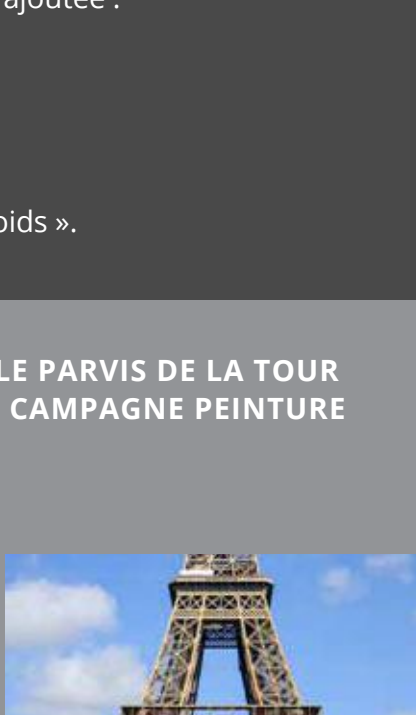 ajoutée :
oids ».
LE PARVIS DE LA TOUR
CAMPAGNE PEINTURE